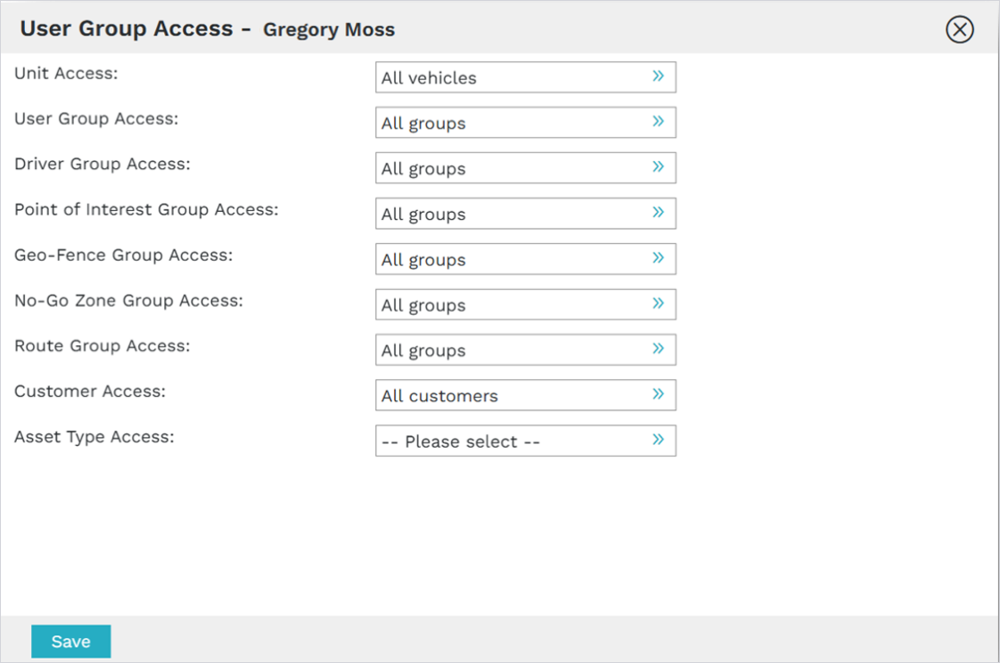 User Group Access - Gregory Moss
Unit Access: All vehicles
User Group Access: All groups
Driver Group Access: All groups
Point of Interest Group Access: All groups
Geo-Fence Group Access: All groups
No-Go Zone Group Access: All groups
Route Group Access: All groups
Customer Access: All customers
Asset Type Access: -- Please select --
Save